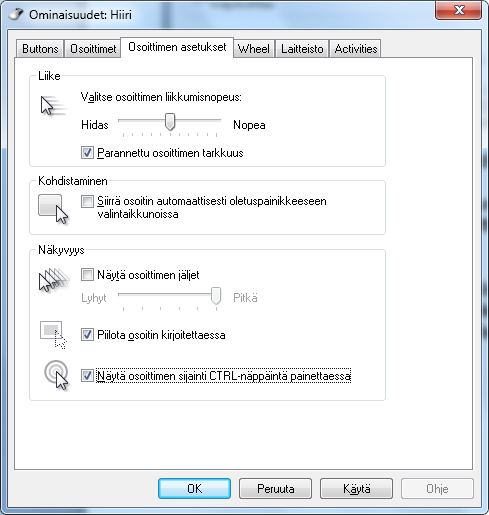 Ominaisuudet: Hiiri
Buttons Osoittimet Osoittimen asetukset Wheel Laitteisto Activities
Liike
Valitse osoittimen liikkumisnopeus:
Hidas Nopea
Parannettu osoittimen tarkkuus
Kohdistaminen
Siirrä osoitin automaattisesti oletuspainikkeeseen
valintaikkunoissa
Näkyvyys
Näytä osoittimen jäljet
Lyhyt Pitkä
Piilota osoitin kirjoitettaessa
Näytä osoittimen sijainti CTRL-näppäintä painettaessa
OK Peruuta Käytä Ohje